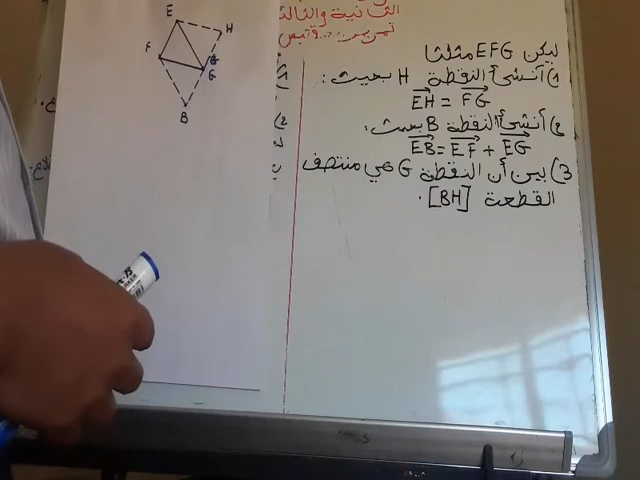 الثانية والثالثة
ليكن EFG مثلثا
1) أنشئ النقطة H بحيث:
EH = FG
2) أنشئ النقطة B بحيث:
EB = EF + EG
3) بين أن النقطة G هي منتصف
القطعة [BH].
E
H
F
G
B